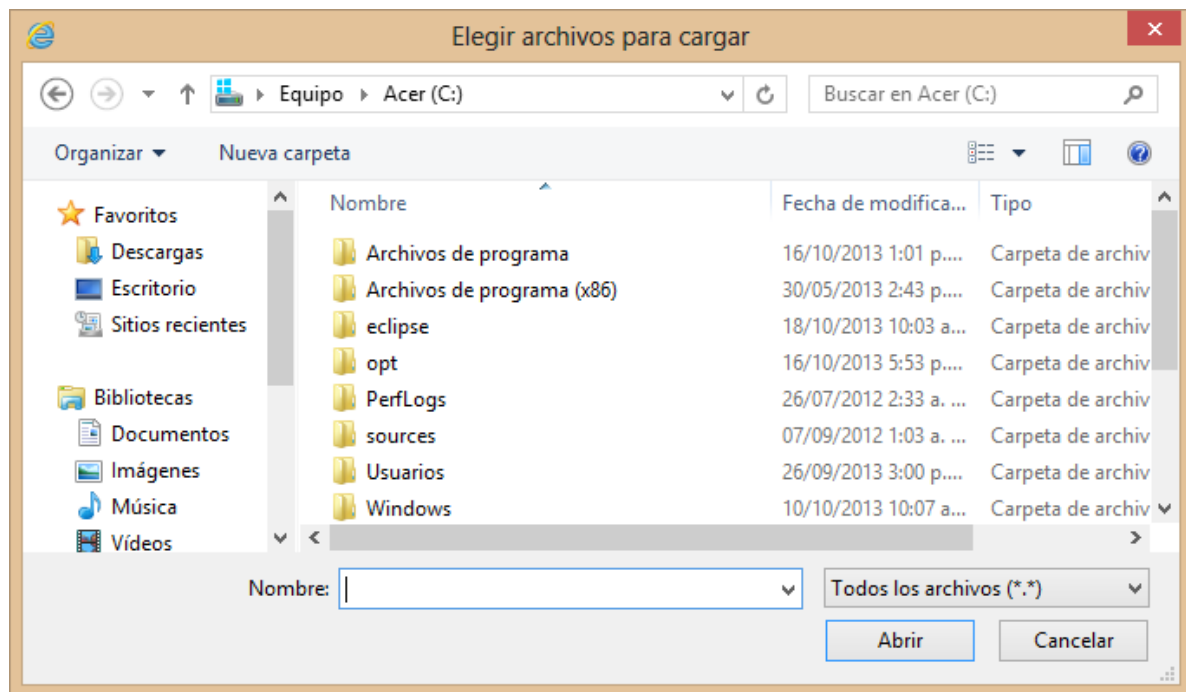 Elegir archivos para cargar
Equipo Acer (C:)
Buscar en Acer (C:)
Organizar
Nueva carpeta
Favoritos
Descargas
Escritorio
Sitios recientes
Bibliotecas
Documentos
Imágenes
Música
Vídeos
Nombre Fecha de modifica... Tipo
Archivos de programa 16/10/2013 1:01 p.... Carpeta de archiv
Archivos de programa (x86) 30/05/2013 2:43 p.... Carpeta de archiv
eclipse 18/10/2013 10:03 a... Carpeta de archiv
opt 16/10/2013 5:53 p.... Carpeta de archiv
PerfLogs 26/07/2012 2:33 a. ... Carpeta de archiv
sources 07/09/2012 1:03 a. ... Carpeta de archiv
Usuarios 26/09/2013 3:00 p.... Carpeta de archiv
Windows 10/10/2013 10:07 a... Carpeta de archiv
Nombre:
Todos los archivos (*.*)
Abrir
Cancelar